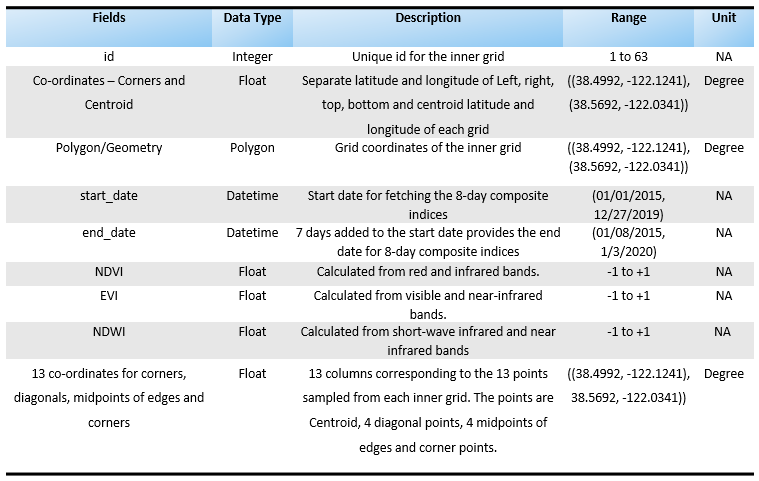 Fields Data Type Description Range Unit
id Integer Unique id for the inner grid 1 to 63 NA
Co-ordinates – Corners and Float Separate latitude and longitude of Left, right, ((38.4992, -122.1241), Degree
Centroid top, bottom and centroid latitude and (38.5692, -122.0341))
longitude of each grid
Polygon/Geometry Polygon Grid coordinates of the inner grid ((38.4992, -122.1241), Degree
(38.5692, -122.0341))
start_date Datetime Start date for fetching the 8-day composite (01/01/2015, NA
indices 12/27/2019)
end_date Datetime 7 days added to the start date provides the end (01/08/2015, NA
date for 8-day composite indices 1/3/2020)
NDVI Float Calculated from red and infrared bands. -1 to +1 NA
EVI Float Calculated from visible and near-infrared -1 to +1 NA
bands.
NDWI Float Calculated from short-wave infrared and near -1 to +1 NA
infrared bands
13 co-ordinates for corners, Float 13 columns corresponding to the 13 points ((38.4992, -122.1241), Degree
diagonals, midpoints of edges and sampled from each inner grid. The points are 38.5692, -122.0341))
corners Centroid, 4 diagonal points, 4 midpoints of
edges and corner points.